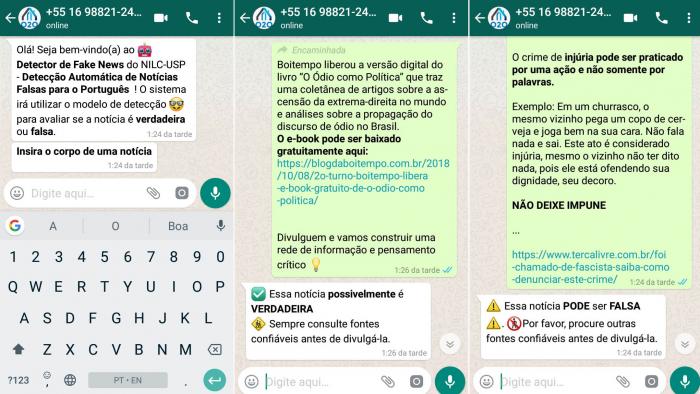 +55 16 98821-24...
online
Olá! Seja bem-vindo(a) ao 🤖
Detector de Fake News do NILC-USP
- Detecção Automática de Notícias
Falsas para o Português ! O sistema
irá utilizar o modelo de detecção 🤓
para avaliar se a notícia é verdadeira
ou falsa.
1:24 da tarde
Insira o corpo de uma notícia
1:24 da tarde
Digite aqui...
G A O Boa
1 2 3 4 5 6 7 8 9 0
Q W E R T Y U I O P
A S D F G H J K L
Z X C V B N M
?123 , PT • EN .
+55 16 98821-24...
online
Encaminhada
Boitempo liberou a versão digital do
livro “O Ódio como Política” que traz
uma coletânea de artigos sobre a as-
censão da extrema-direita no mundo
e análises sobre a propagação do
discurso de ódio no Brasil.
O e-book pode ser baixado
gratuitamente aqui:
https://blogdaboitempo.com.br/2018
/10/08/2o-turno-boitempo-libera
-e-book-gratuito-de-o-odio-como
-politica/
Divulguem e vamos construir uma
rede de informação e pensamento
crítico 💡
1:26 da tarde
✅ Essa notícia possivelmente é
VERDADEIRA
🚸 Sempre consulte fontes
confiáveis antes de divulgá-la.
1:26 da tarde
Digite aqui...
+55 16 98821-24...
online
O crime de injúria pode ser praticado
por uma ação e não somente por
palavras.
Exemplo: Em um churrasco, o
mesmo vizinho pega um copo de cer-
veja e joga bem na sua cara. Não fala
nada e sai. Este ato é considerado
injúria, mesmo o vizinho não ter dito
nada, pois ele está ofendendo sua
dignidade, seu decoro.
NÃO DEIXE IMPUNE
...
https://www.tercalivre.com.br/foi
-chamado-de-fascista-saiba-como
-denunciar-este-crime/
1:24 da tarde
⚠️ Essa notícia PODE ser FALSA
⚠️. 🚷Por favor, procure outras
fontes confiáveis antes de divulgá-la.
1:24 da tarde
Digite aqui...